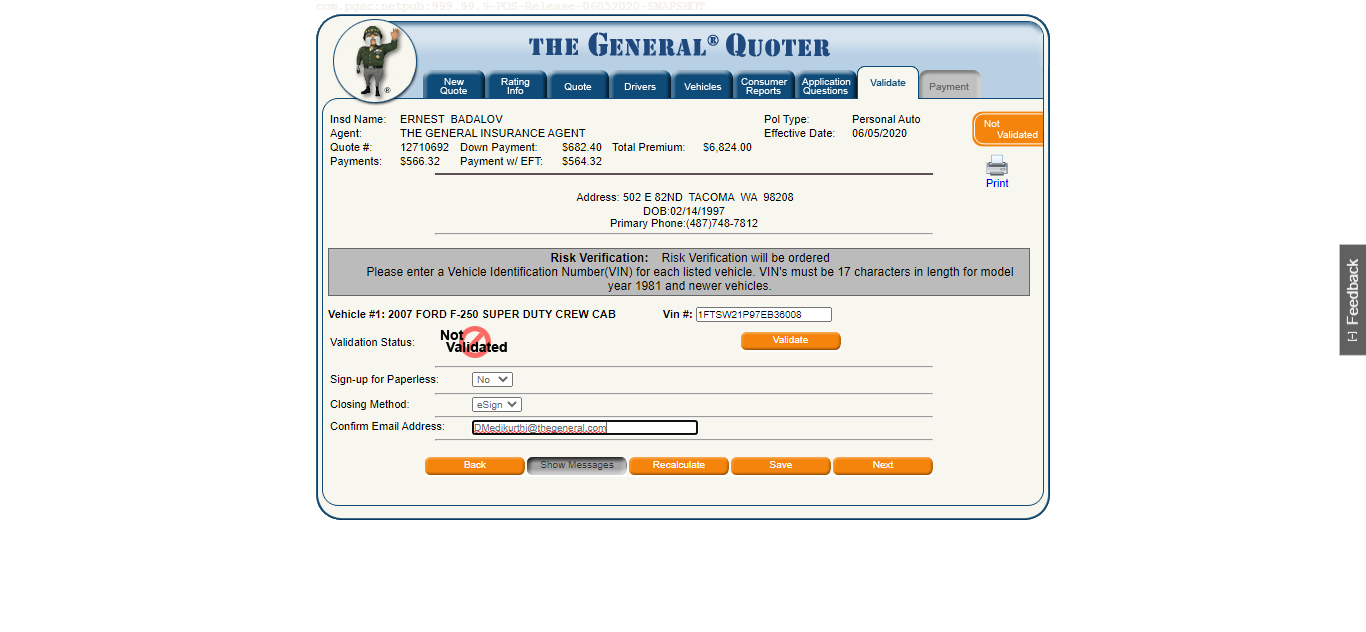 com.pgac:netpub:999.99.9-POS-Release-06052020-SNAPSHOT
THE GENERAL® QUOTER
®
New Quote
Rating Info
Quote
Drivers
Vehicles
Consumer Reports
Application Questions
Validate
Payment
Insd Name: ERNEST BADALOV Pol Type: Personal Auto
Agent: THE GENERAL INSURANCE AGENT Effective Date: 06/05/2020
Quote #: 12710692 Down Payment: $682.40 Total Premium: $6,824.00
Payments: $566.32 Payment w/ EFT: $564.32
Not
Validated
Print
Address: 502 E 82ND TACOMA WA 98208
DOB:02/14/1997
Primary Phone:(487)748-7812
Risk Verification: Risk Verification will be ordered
Please enter a Vehicle Identification Number(VIN) for each listed vehicle. VIN's must be 17 characters in length for model
year 1981 and newer vehicles.
Vehicle #1: 2007 FORD F-250 SUPER DUTY CREW CAB Vin #: 1FTSW21P97EB36008
Validation Status: Not Validated Validate
Sign-up for Paperless: No
Closing Method: eSign
Confirm Email Address: DMedikurthi@thegeneral.com
Back Show Messages Recalculate Save Next
[-] Feedback